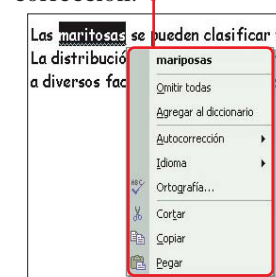 corrección.
Las maritosas se pueden clasificar
La distribució
a diversos fac
mariposas
Omitir todas
Agregar al diccionario
Autocorrección
Idioma
Ortografía...
Cortar
Copiar
Pegar